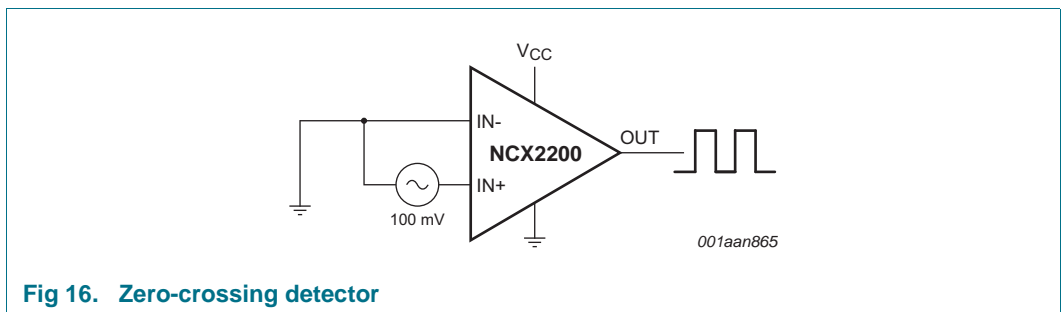 VCC
IN-
OUT
NCX2200
IN+
100 mV
001aan865
Fig 16. Zero-crossing detector